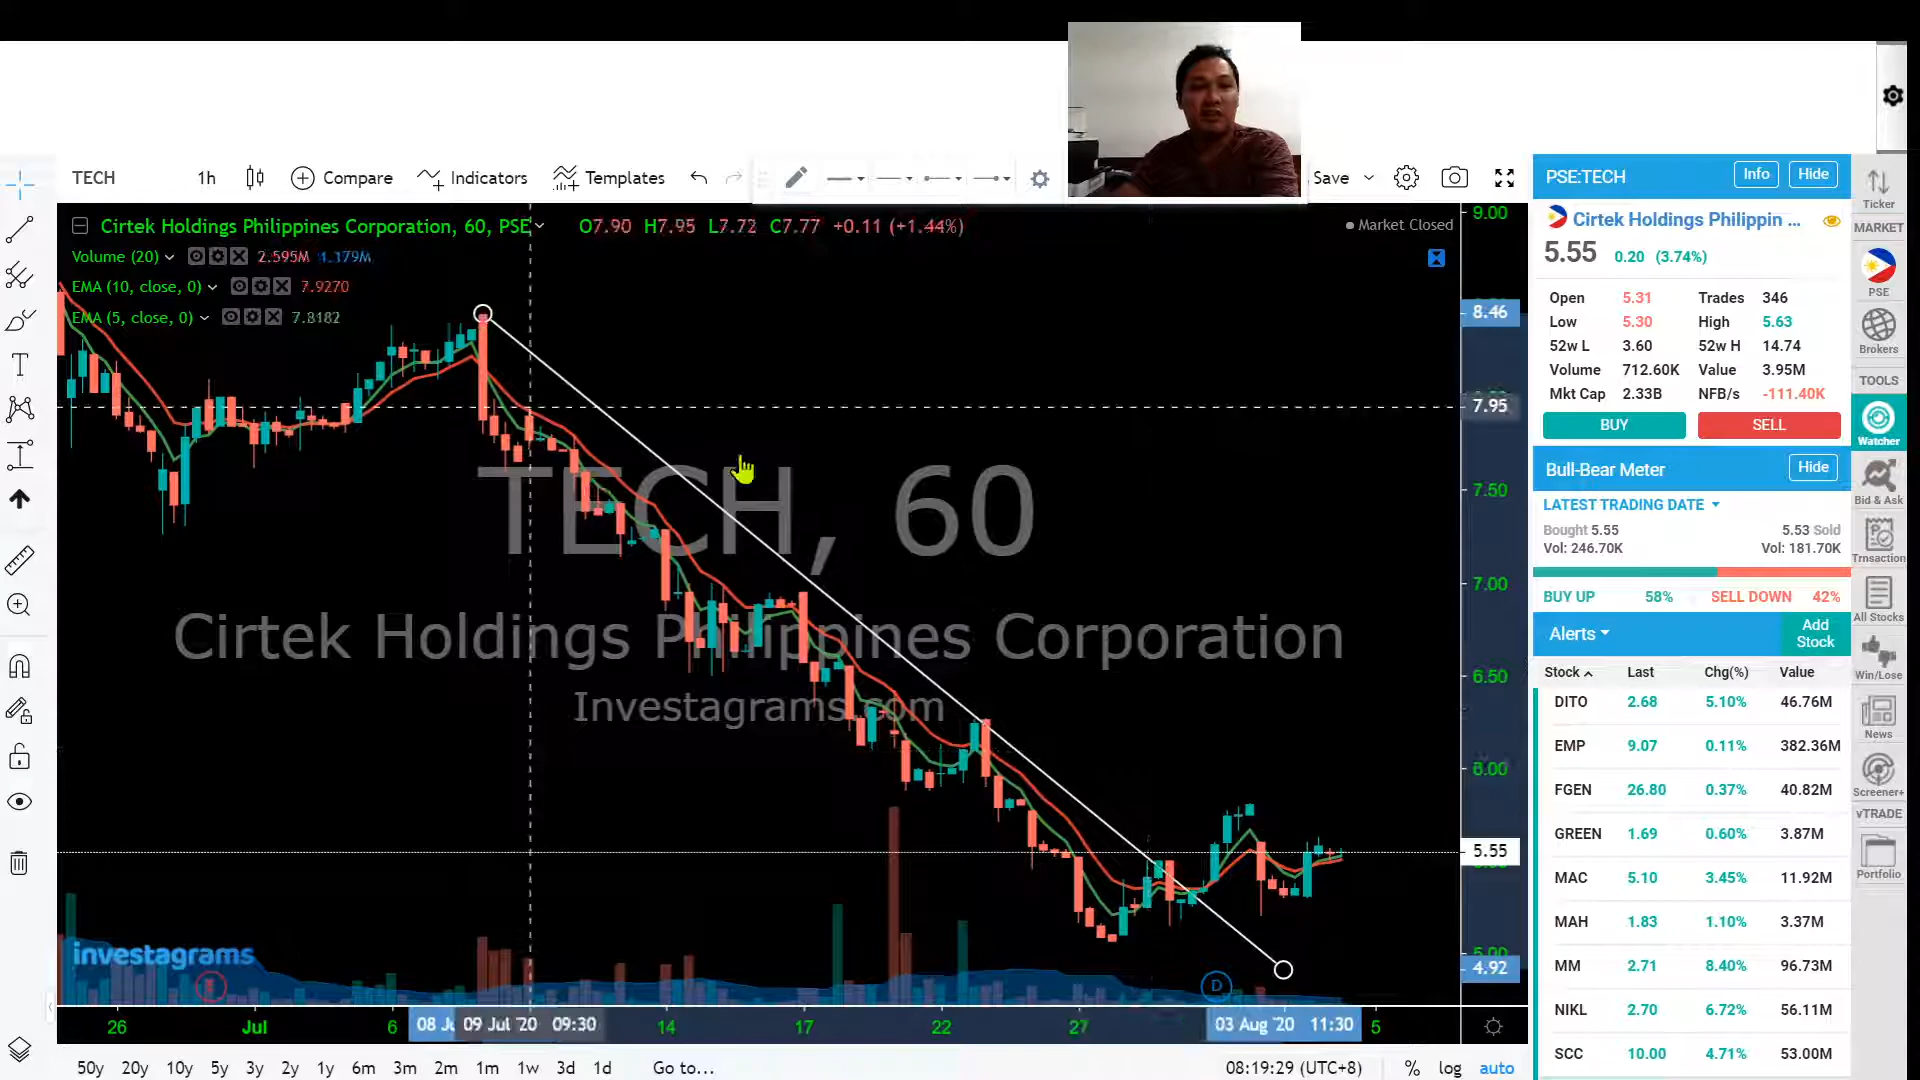 TECH 1h Compare Indicators Templates Save
Cirtek Holdings Philippines Corporation, 60, PSE O7.90 H7.95 L7.72 C7.77 +0.11 (+1.44%) Market Closed
Volume (20) 2.595M 1.179M
EMA (10, close, 0) 7.9270
EMA (5, close, 0) 7.8182
TECH, 60
Cirtek Holdings Philippines Corporation
Investagrams.com
investagrams
D
9.00
8.46
7.95
7.50
7.00
6.50
6.00
5.55
5.00
4.92
26 Jul 6 08 Ju 09 Jul '20 09:30 14 17 22 27 03 Aug '20 11:30 5
50y 20y 10y 5y 3y 2y 1y 6m 3m 2m 1m 1w 3d 1d Go to... 08:19:29 (UTC+8) % log auto
PSE:TECH Info Hide
Cirtek Holdings Philippin ...
5.55 0.20 (3.74%)
Open 5.31 Trades 346
Low 5.30 High 5.63
52w L 3.60 52w H 14.74
Volume 712.60K Value 3.95M
Mkt Cap 2.33B NFB/s -111.40K
BUY SELL
Bull-Bear Meter Hide
LATEST TRADING DATE
Bought 5.55 5.53 Sold
Vol: 246.70K Vol: 181.70K
BUY UP 58% SELL DOWN 42%
Alerts Add Stock
Stock Last Chg(%) Value
DITO 2.68 5.10% 46.76M
EMP 9.07 0.11% 382.36M
FGEN 26.80 0.37% 40.82M
GREEN 1.69 0.60% 3.87M
MAC 5.10 3.45% 11.92M
MAH 1.83 1.10% 3.37M
MM 2.71 8.40% 96.73M
NIKL 2.70 6.72% 56.11M
SCC 10.00 4.71% 53.00M
Ticker
MARKET
PSE
Brokers
TOOLS
Watcher
Bid & Ask
Trnsaction
All Stocks
Win/Lose
News
Screener+
vTRADE
Portfolio